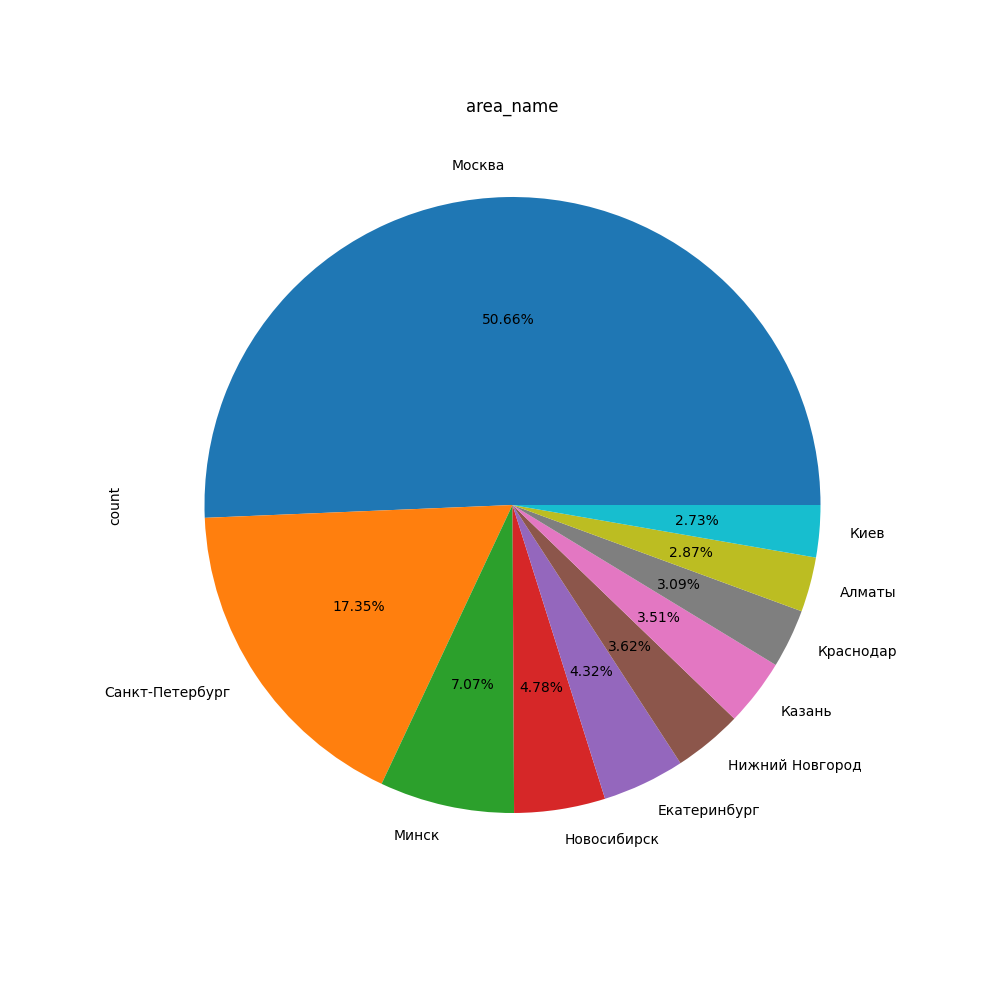 area_name
Москва
50.66%
count
Санкт-Петербург
17.35%
Минск
7.07%
Новосибирск
4.78%
Екатеринбург
4.32%
Нижний Новгород
3.62%
Казань
3.51%
Краснодар
3.09%
Алматы
2.87%
Киев
2.73%